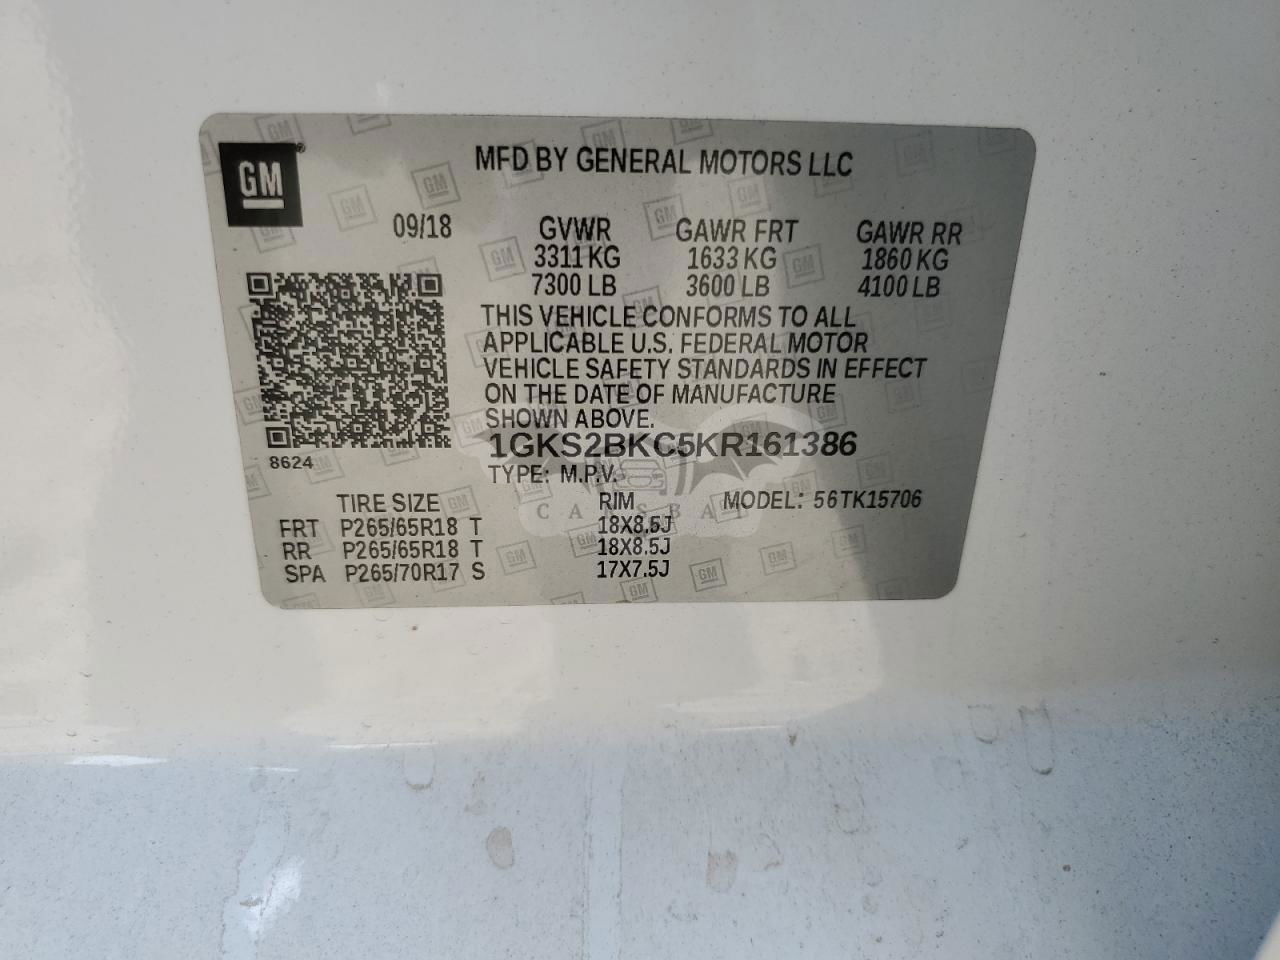 GM
MFD BY GENERAL MOTORS LLC
09/18 GVWR GAWR FRT GAWR RR
3311 KG 1633 KG 1860 KG
7300 LB 3600 LB 4100 LB
THIS VEHICLE CONFORMS TO ALL
APPLICABLE U.S. FEDERAL MOTOR
VEHICLE SAFETY STANDARDS IN EFFECT
ON THE DATE OF MANUFACTURE
SHOWN ABOVE.
8624
1GKS2BKC5KR161386
TYPE: M.P.V.
TIRE SIZE RIM MODEL: 56TK15706
CARSBAT
FRT P265/65R18 T 18X8.5J
RR P265/65R18 T 18X8.5J
SPA P265/70R17 S 17X7.5J